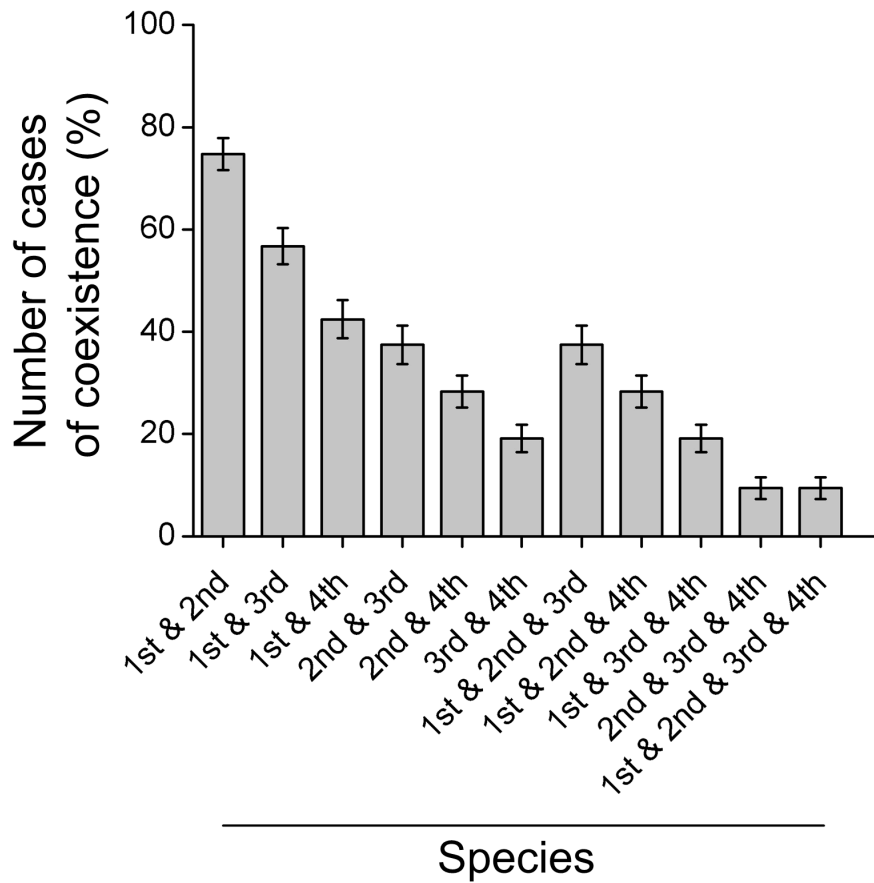 Number of cases
of coexistence (%)
100
80
60
40
20
0
1st & 2nd
1st & 3rd
1st & 4th
2nd & 3rd
2nd & 4th
3rd & 4th
1st & 2nd & 3rd
1st & 2nd & 4th
1st & 3rd & 4th
2nd & 3rd & 4th
1st & 2nd & 3rd & 4th
Species